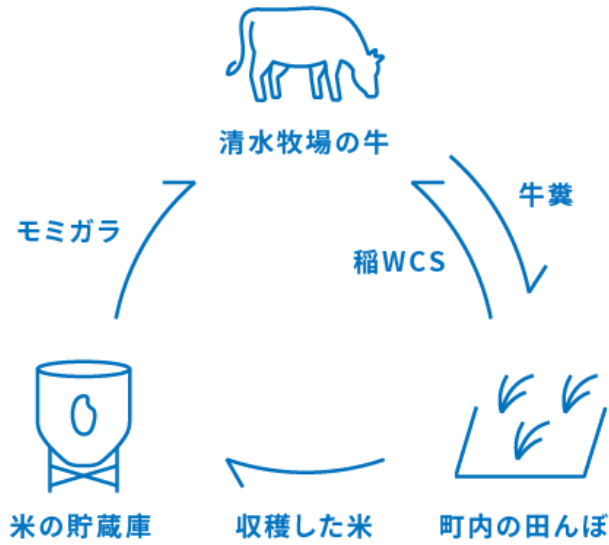 清水牧場の牛
牛糞
モミガラ
稲WCS
米の貯蔵庫
収穫した米
町内の田んぼ